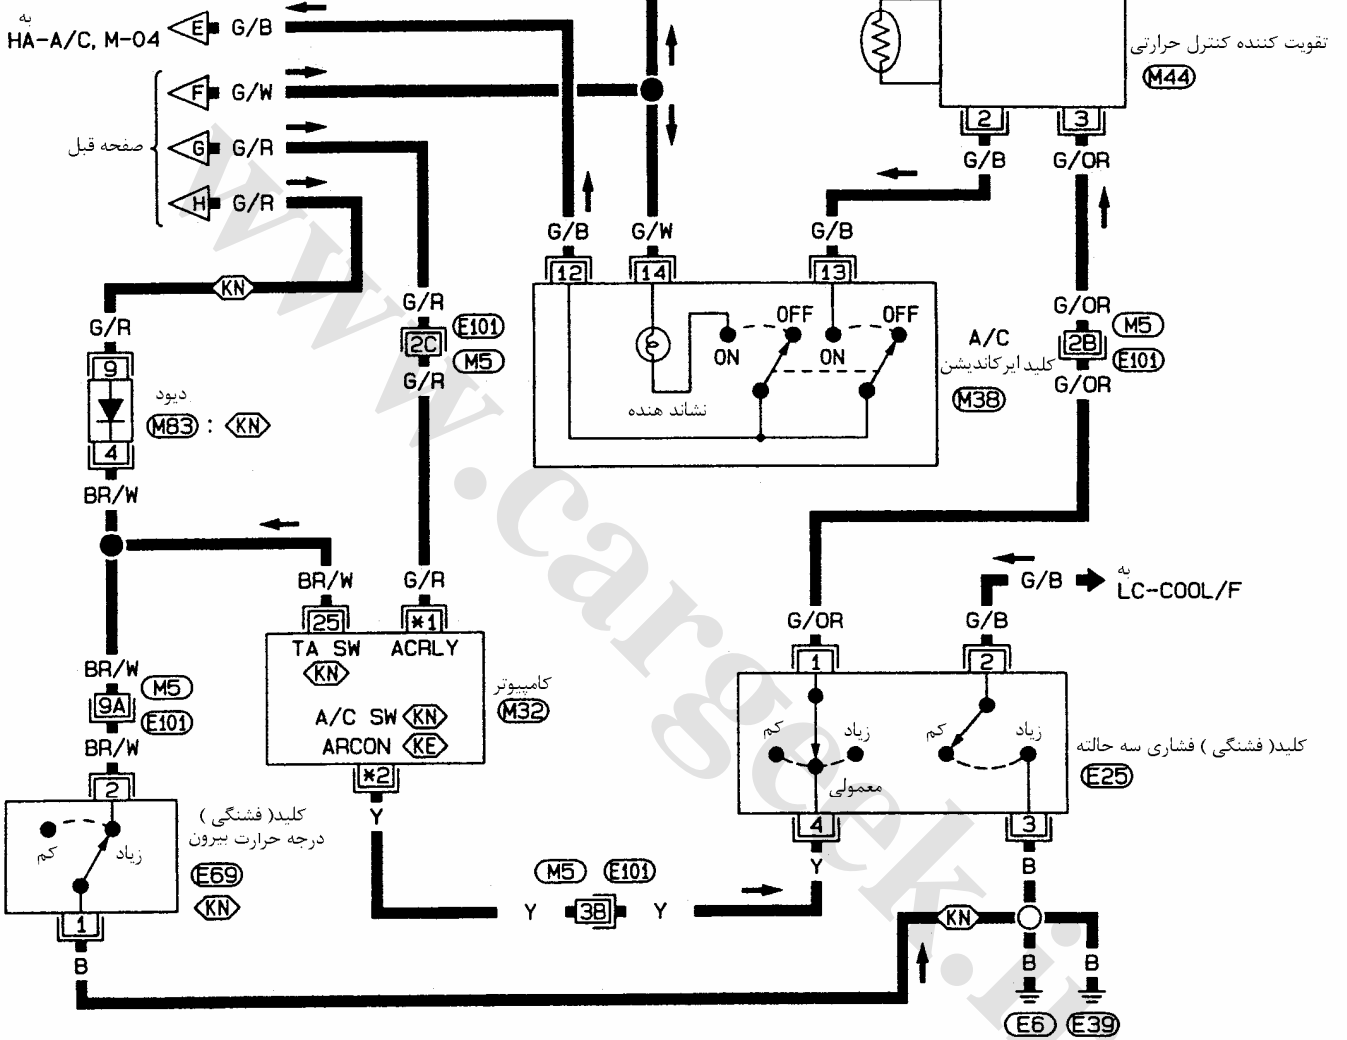 به
HA-A/C, M-04
E G/B
F G/W
G G/R
H G/R
صفحه قبل
تقویت کننده کنترل حرارتی
M44
2 3
G/B G/OR
G/B G/W G/B
12 14 13
KN
G/R
9
دیود
M83 : KN
4
BR/W
G/R
2C
E101
M5
G/R
OFF OFF
ON ON
نشاند هنده
A/C
کلید ایرکاندیشن
M38
G/OR
2B
M5
E101
G/OR
BR/W G/R
25 *1
TA SW ACRLY
KN
A/C SW KN
ARCON KE
*2
کامپیوتر
M32
Y
BR/W
9A
M5
E101
BR/W
2
زیاد
کم
1
کلید( فشنگی )
درجه حرارت بیرون
E69
KN
B
G/B
به
LC-COOL/F
G/OR G/B
1 2
کم زیاد
معمولی
کم زیاد
4 3
کلید( فشنگی ) فشاری سه حالته
E25
Y B
M5 E101
Y 3B Y
KN
B B
E6 E39
www.cargeek.ir